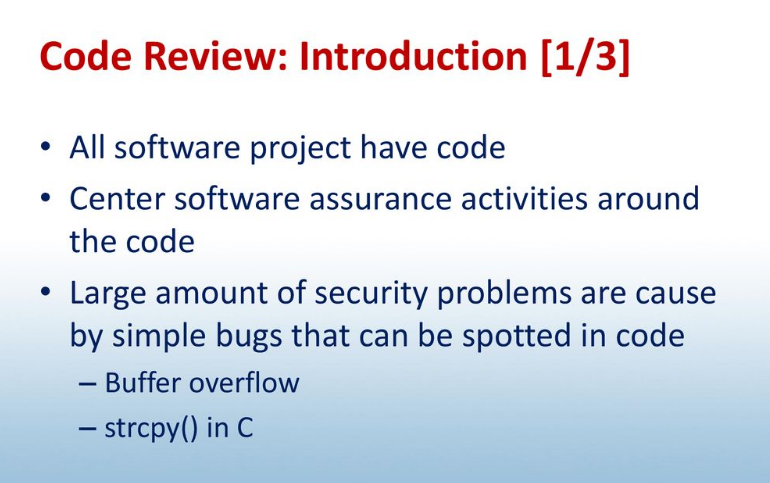 Code Review: Introduction [1/3]
• All software project have code
• Center software assurance activities around
the code
• Large amount of security problems are cause
by simple bugs that can be spotted in code
– Buffer overflow
– strcpy() in C